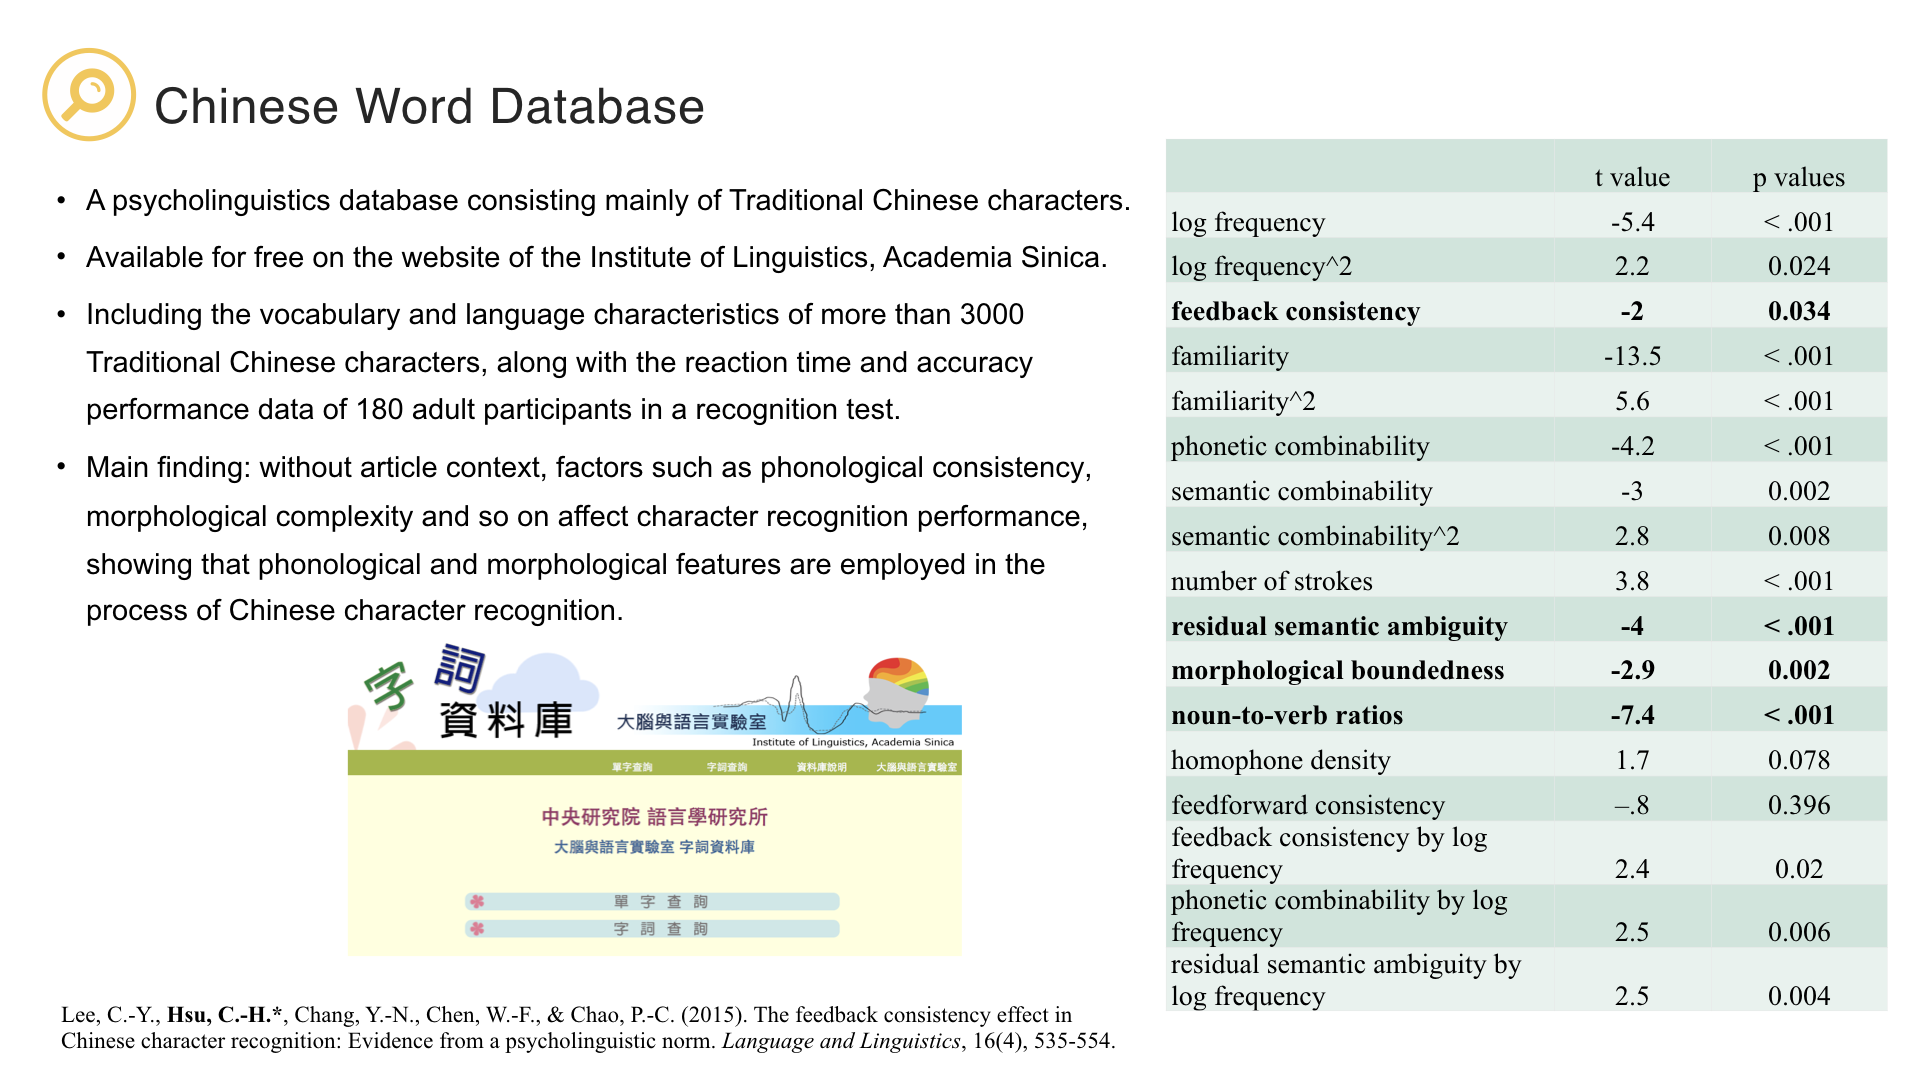 Chinese Word Database
• A psycholinguistics database consisting mainly of Traditional Chinese characters.
• Available for free on the website of the Institute of Linguistics, Academia Sinica.
• Including the vocabulary and language characteristics of more than 3000
Traditional Chinese characters, along with the reaction time and accuracy
performance data of 180 adult participants in a recognition test.
• Main finding: without article context, factors such as phonological consistency,
morphological complexity and so on affect character recognition performance,
showing that phonological and morphological features are employed in the
process of Chinese character recognition.
字詞
資料庫
大腦與語言實驗室
Institute of Linguistics, Academia Sinica
單字查詢 字詞查詢 資料庫說明 大腦與語言實驗室
中央研究院 語言學研究所
大腦與語言實驗室 字詞資料庫
單 字 查 詢
字 詞 查 詢
Lee, C.-Y., Hsu, C.-H.*, Chang, Y.-N., Chen, W.-F., & Chao, P.-C. (2015). The feedback consistency effect in
Chinese character recognition: Evidence from a psycholinguistic norm. Language and Linguistics, 16(4), 535-554.
t value p values
log frequency -5.4 < .001
log frequency^2 2.2 0.024
feedback consistency -2 0.034
familiarity -13.5 < .001
familiarity^2 5.6 < .001
phonetic combinability -4.2 < .001
semantic combinability -3 0.002
semantic combinability^2 2.8 0.008
number of strokes 3.8 < .001
residual semantic ambiguity -4 < .001
morphological boundedness -2.9 0.002
noun-to-verb ratios -7.4 < .001
homophone density 1.7 0.078
feedforward consistency –.8 0.396
feedback consistency by log
frequency 2.4 0.02
phonetic combinability by log
frequency 2.5 0.006
residual semantic ambiguity by
log frequency 2.5 0.004